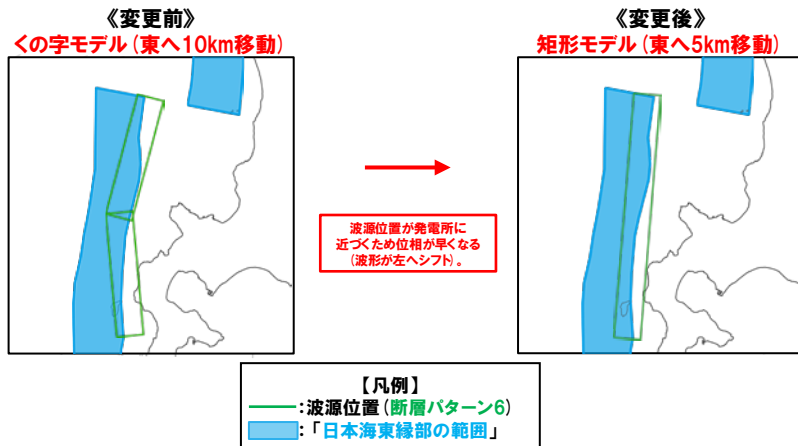 《変更前》
くの字モデル(東へ10km移動)
《変更後》
矩形モデル(東へ5km移動)
波源位置が発電所に
近づくため位相が早くなる
(波形が左へシフト)。
【凡例】
:波源位置(断層パターン6)
:「日本海東縁部の範囲」